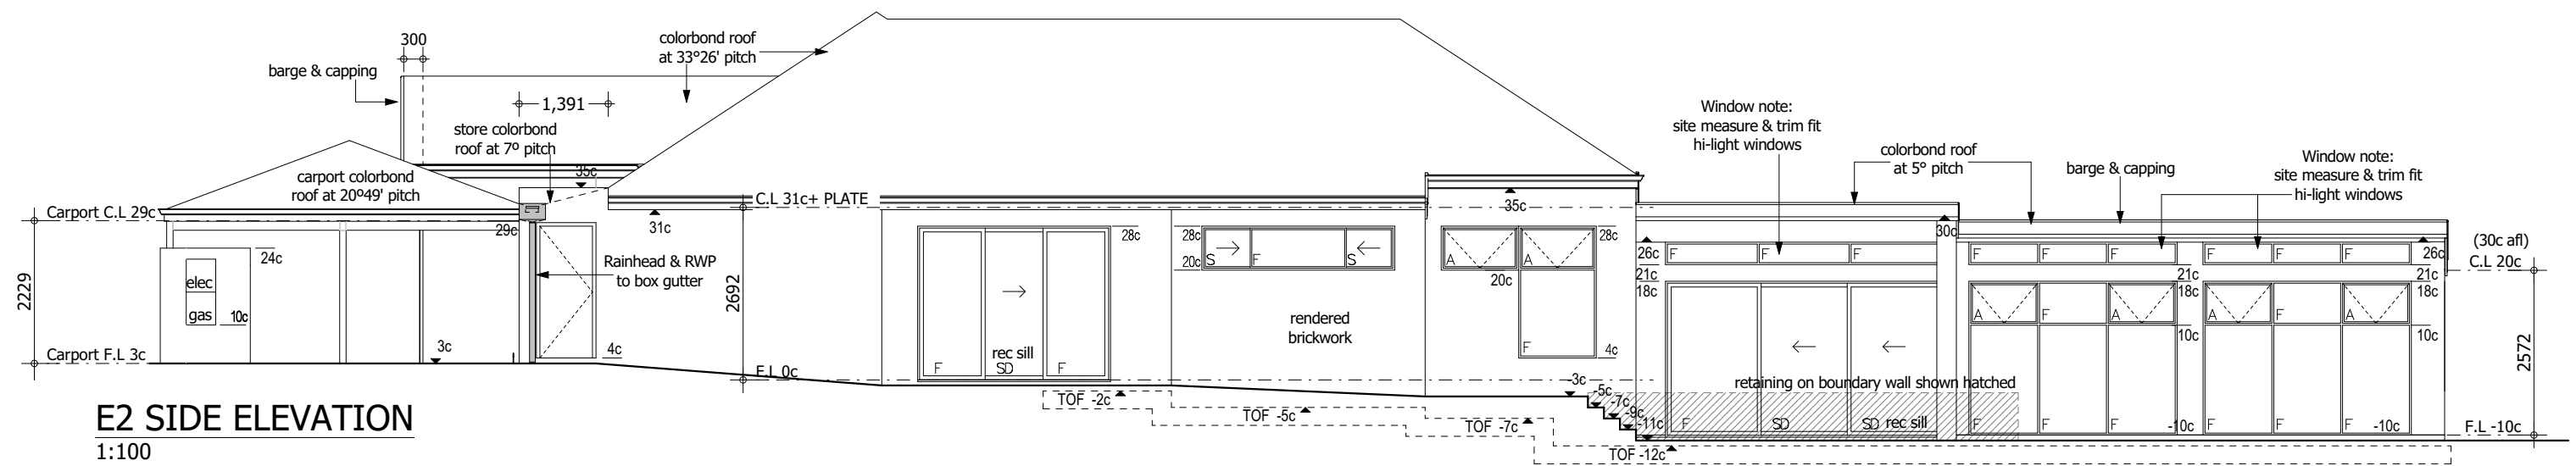 300
barge & capping
colorbond roof
at 33°26' pitch
1,391
store colorbond
roof at 7º pitch
carport colorbond
roof at 20º49' pitch
35c
Carport C.L 29c
29c
31c
C.L 31c+ PLATE
24c
elec
gas
10c
Rainhead & RWP
to box gutter
2229
2692
Carport F.L 3c
3c
4c
F.L 0c
28c
rec sill
F
SD
F
28c
20c
S
F
S
rendered
brickwork
35c
28c
A
A
20c
F
4c
Window note:
site measure & trim fit
hi-light windows
colorbond roof
at 5° pitch
barge & capping
Window note:
site measure & trim fit
hi-light windows
30c
26c
F
F
F
21c
18c
F
F
F
21c
18c
F
F
F
26c
21c
18c
(30c afl)
C.L 20c
A
F
A
10c
A
F
A
10c
2572
retaining on boundary wall shown hatched
-3c
-5c
-7c
-9c
-11c
F
SD
SD rec sill
F
F
F
-10c
F
F
F
-10c
F.L -10c
TOF -2c
TOF -5c
TOF -7c
TOF -12c
E2 SIDE ELEVATION
1:100